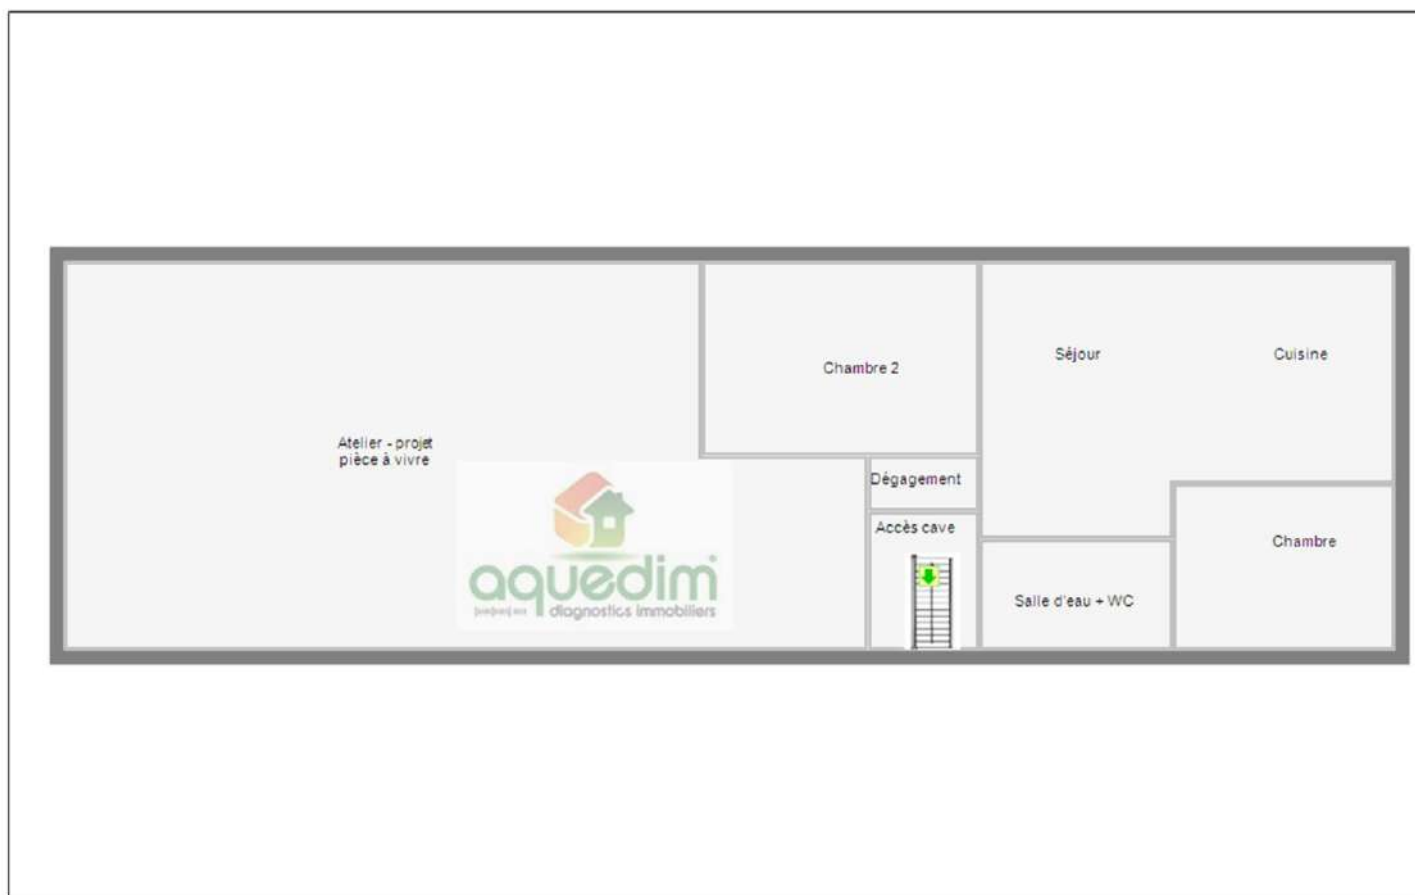 Séjour
Cuisine
Chambre 2
Atelier - projet
pièce à vivre
Dégagement
Accès cave
Chambre
Salle d'eau + WC
aquedim
diagnostics immobiliers